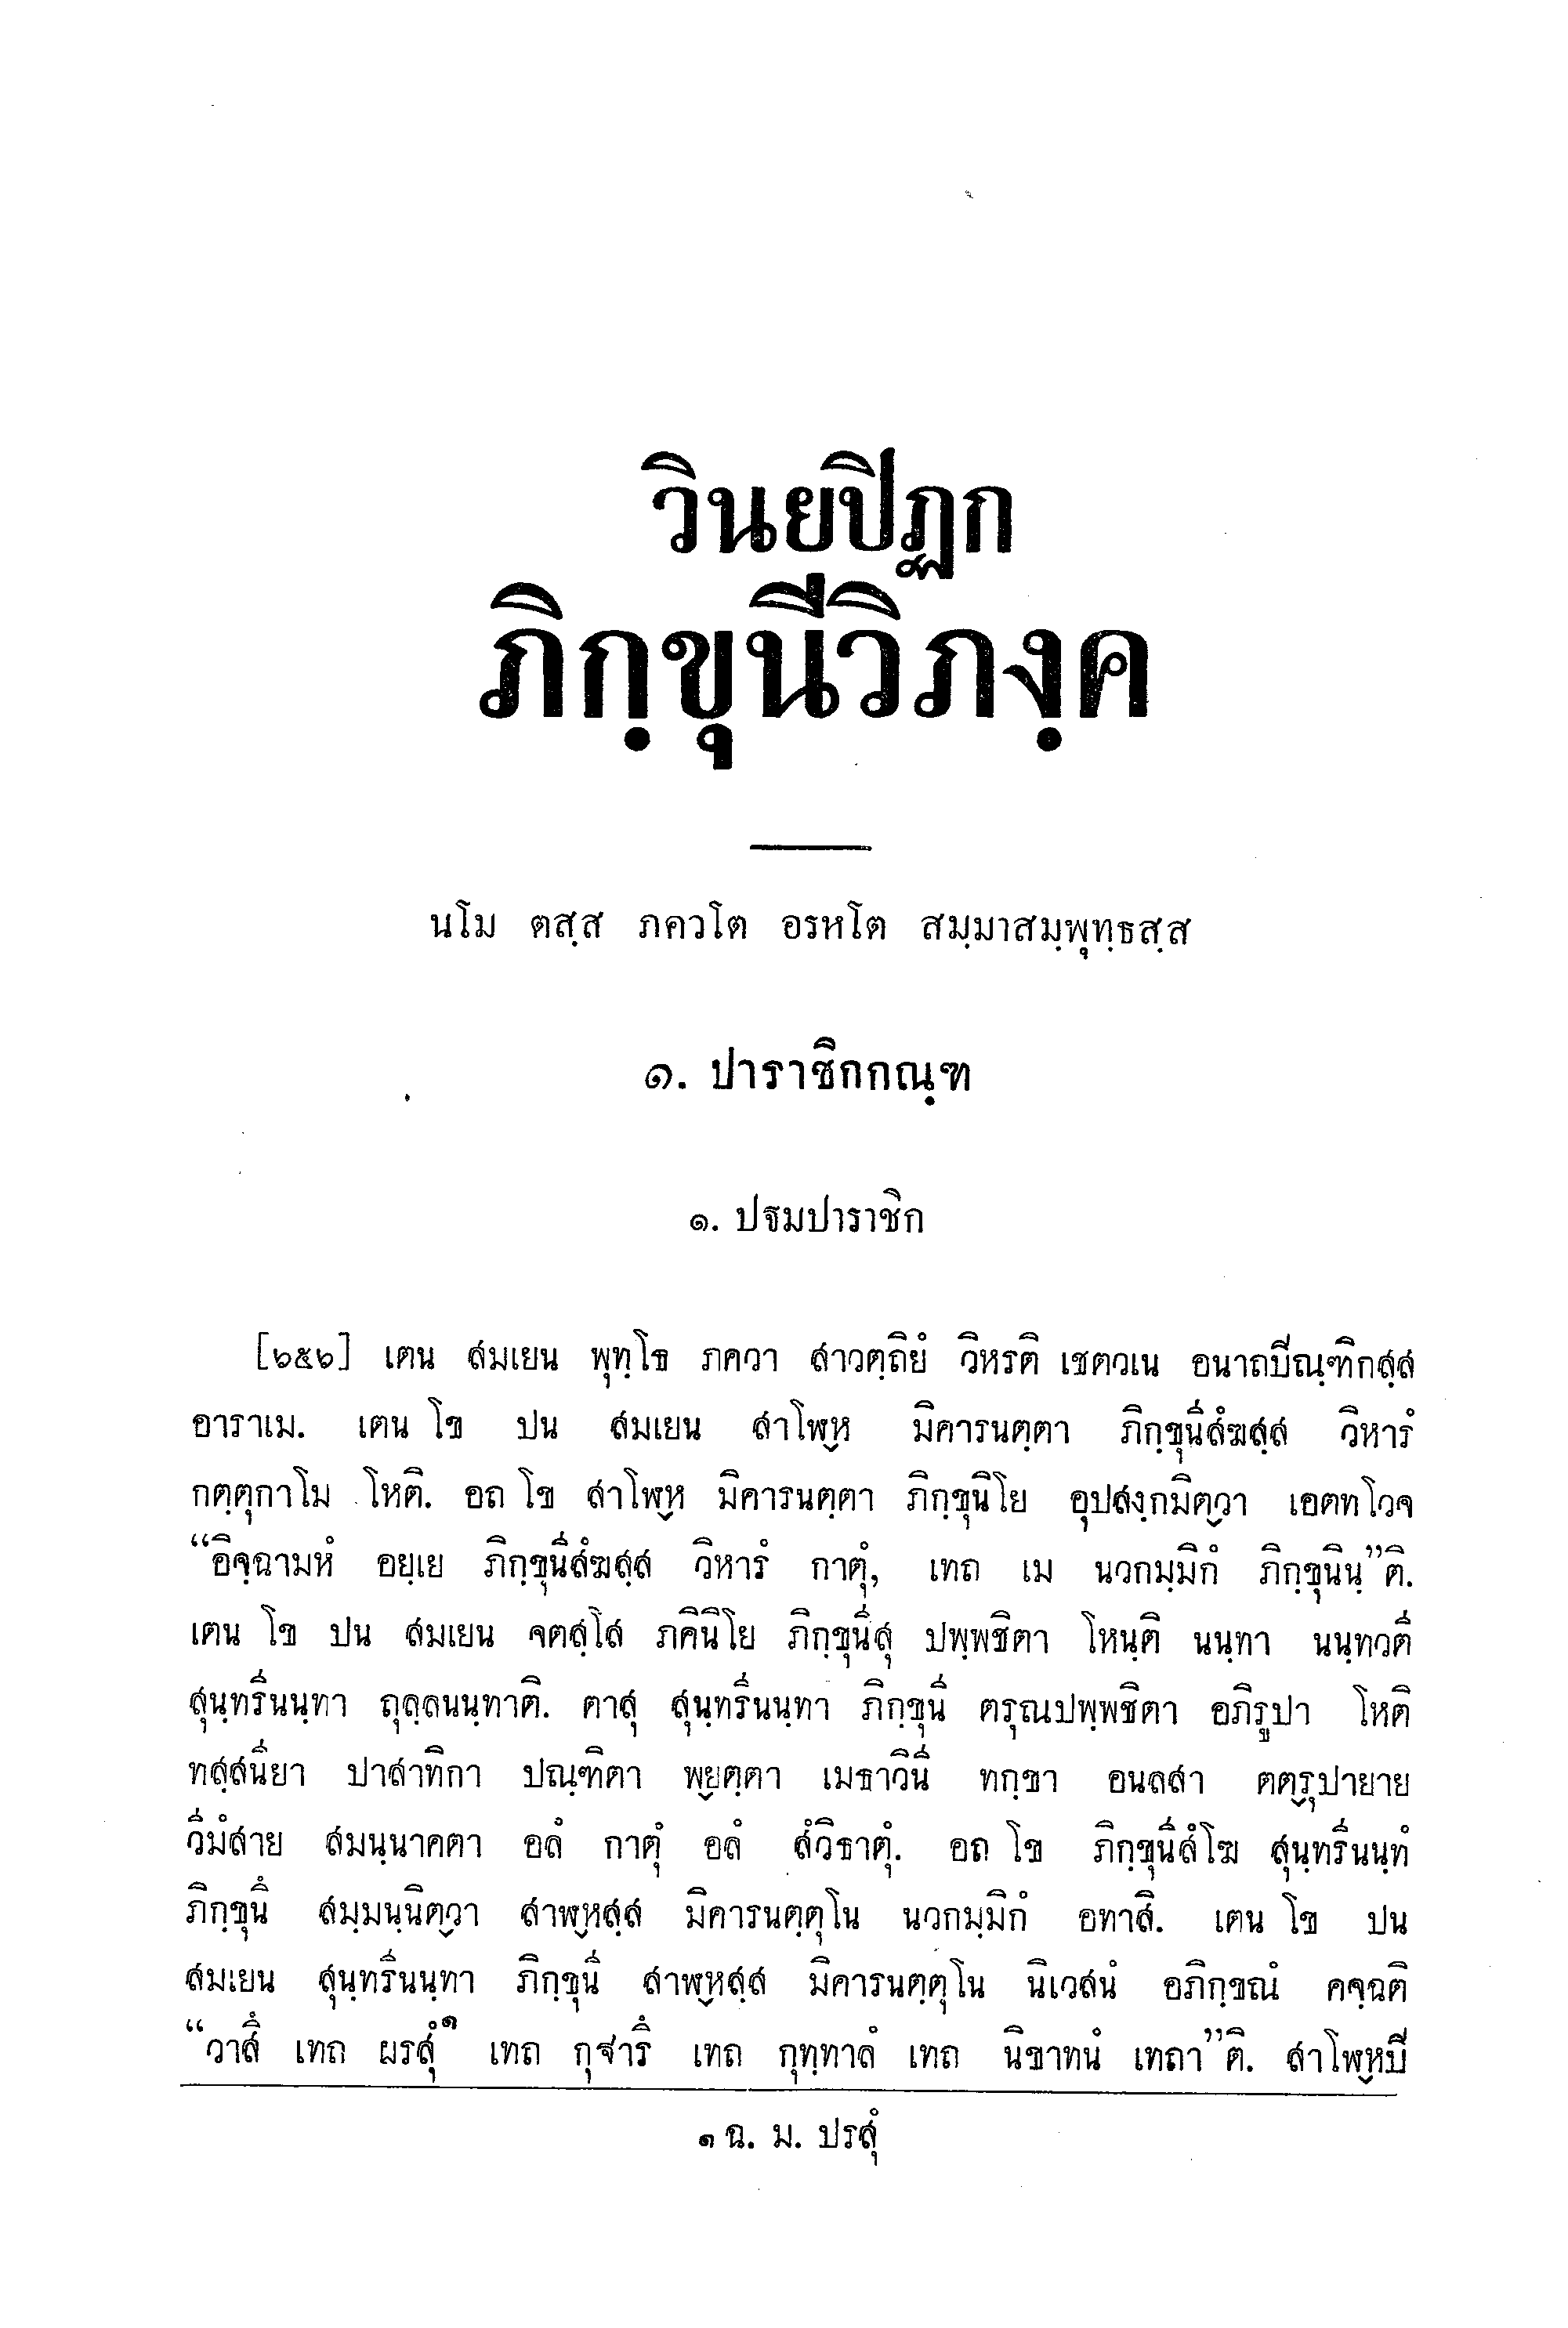 วินยปิฏก
ภิกฺขุนีวิภงฺค
นโม ตสฺส ภควโต อรหโต สมฺมาสมฺพุทฺธสฺส
๑. ปาราชิกกณฺฑ
๑. ปฐมปาราชิก
[๖๕๖] เตน สมเยน พุทฺโธ ภควา สาวตฺถิยํ วิหรติ เชตวเน อนาถปีณฺฑิกสฺส
อาราเม. เตน โข ปน สมเยน สาโฬฺห มิคารนตฺตา ภิกฺขุนีสํฆสฺส วิหารํ
กตฺตุกาโม โหติ. อถ โข สาโฬฺห มิคารนตฺตา ภิกฺขุนิโย อุปสงฺกมิตฺวา เอตทโวจ
“อิจฺฉามหํ อยฺเย ภิกฺขุนีสํฆสฺส วิหารํ กาตุํ, เทถ เม นวกมฺมิกํ ภิกฺขุนินฺ”ติ.
เตน โข ปน สมเยน จตสฺโส ภคินิโย ภิกฺขุนีสุ ปพฺพชิตา โหนฺติ นนฺทา นนฺทวตี
สุนฺทรีนนฺทา ถุลฺลนนฺทาติ. ตาสุ สุนฺทรีนนฺทา ภิกฺขุนี ตรุณปพฺพชิตา อภิรูปา โหติ
ทสฺสนียา ปาสาทิกา ปณฺฑิตา พฺยตฺตา เมธาวินี ทกฺขา อนลสา ตตฺรุปายาย
วีมํสาย สมนฺนาคตา อลํ กาตุํ อลํ สํวิธาตุํ. อถ โข ภิกฺขุนีสํโฆ สุนฺทรีนนฺทํ
ภิกฺขุนึ สมฺมนฺนิตฺวา สาฬฺหสฺส มิคารนตฺตุโน นวกมฺมิกํ อทาสิ. เตน โข ปน
สมเยน สุนฺทรีนนฺทา ภิกฺขุนี สาฬฺหสฺส มิคารนตฺตุโน นิเวสนํ อภิกฺขณํ คจฺฉติ
“วาสึ เทถ ผรสุํ๑ เทถ กุฐารึ เทถ กุทฺทาลํ เทถ นิขาทนํ เทถา”ติ. สาโฬฺหปี
๑ ฉ. ม. ปรสุํ